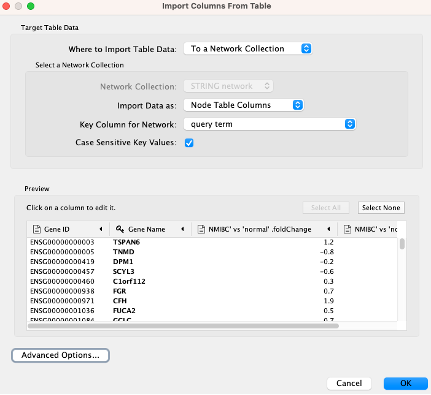 Import Columns From Table
Target Table Data
Where to Import Table Data: To a Network Collection
Select a Network Collection
Network Collection: STRING network
Import Data as: Node Table Columns
Key Column for Network: query term
Case Sensitive Key Values:
Preview
Click on a column to edit it. Select All Select None
Gene ID Gene Name NMIBC' vs 'normal' .foldChange NMIBC' vs 'nc
ENSG00000000003 TSPAN6 1.2
ENSG00000000005 TNMD -0.8
ENSG00000000419 DPM1 -0.2
ENSG00000000457 SCYL3 -0.6
ENSG00000000460 C1orf112 0.3
ENSG00000000938 FGR 0.7
ENSG00000000971 CFH 1.9
ENSG00000001036 FUCA2 0.5
ENSG00000001084 GCLC 0.7
Advanced Options...
Cancel OK